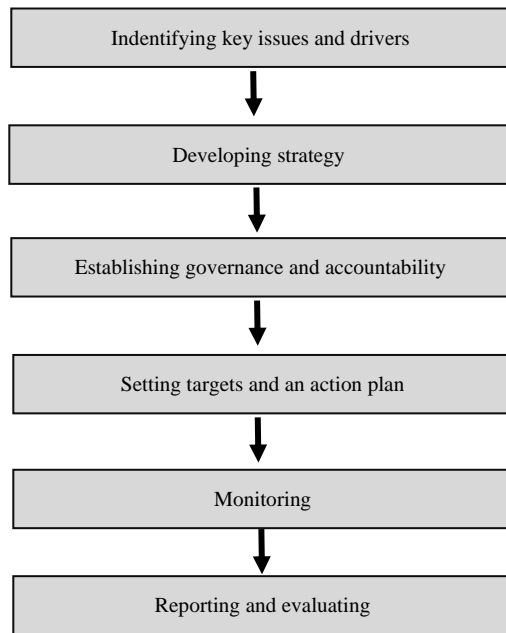 Indentifying key issues and drivers
Developing strategy
Establishing governance and accountability
Setting targets and an action plan
Monitoring
Reporting and evaluating